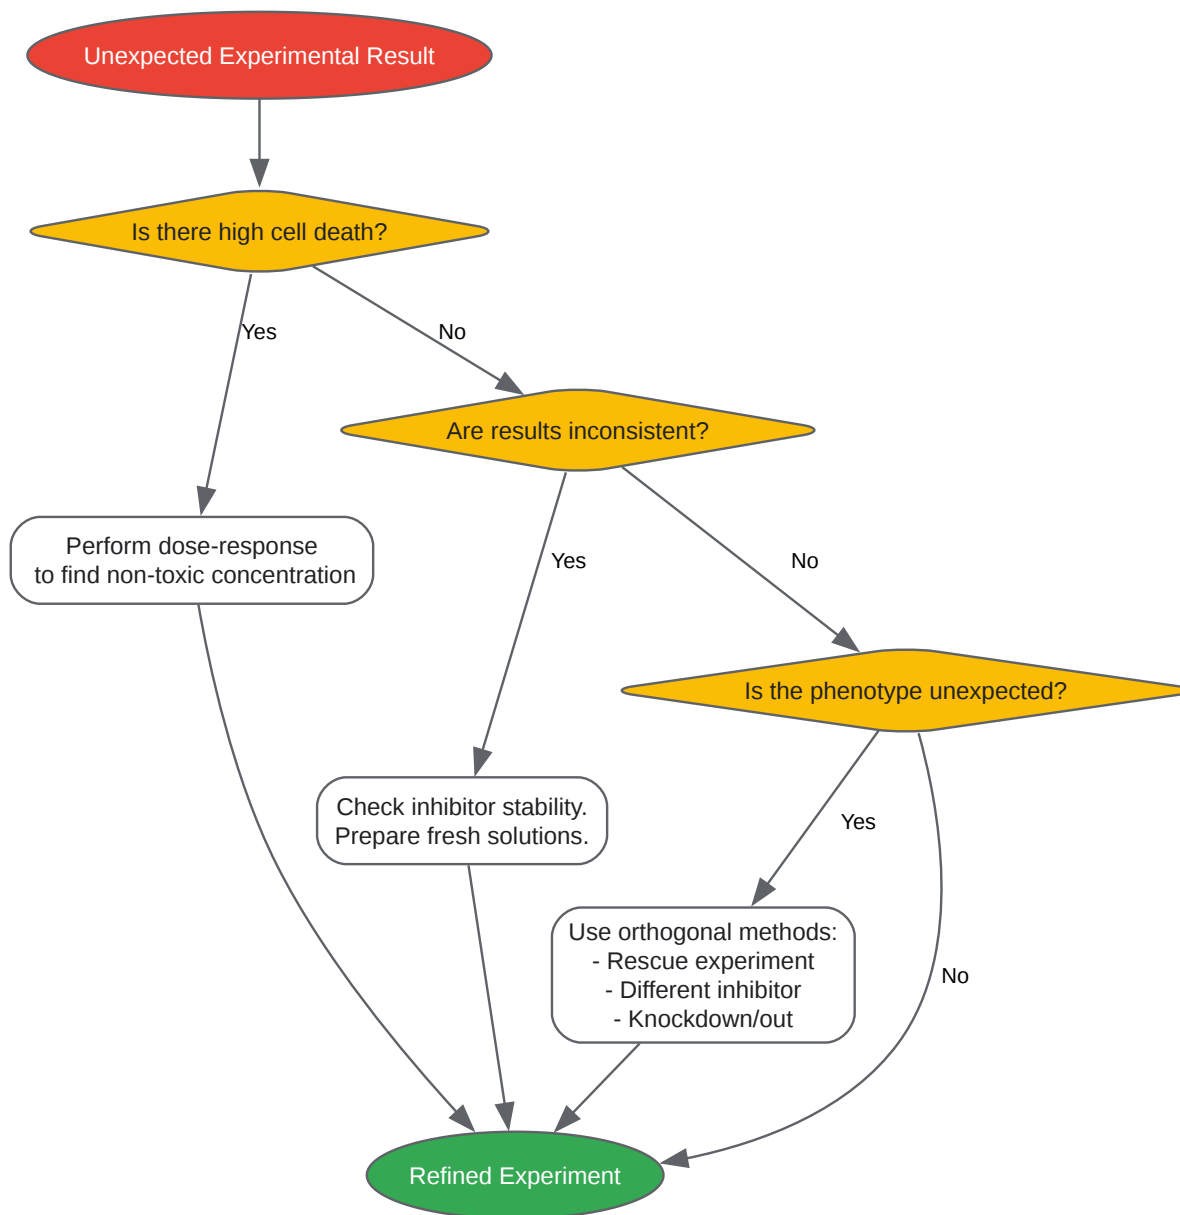 Unexpected Experimental Result
Is there high cell death?
Yes
No
Are results inconsistent?
Perform dose-response
to find non-toxic concentration
Yes
No
Is the phenotype unexpected?
Check inhibitor stability.
Prepare fresh solutions.
Yes
Use orthogonal methods:
- Rescue experiment
- Different inhibitor
- Knockdown/out
No
Refined Experiment